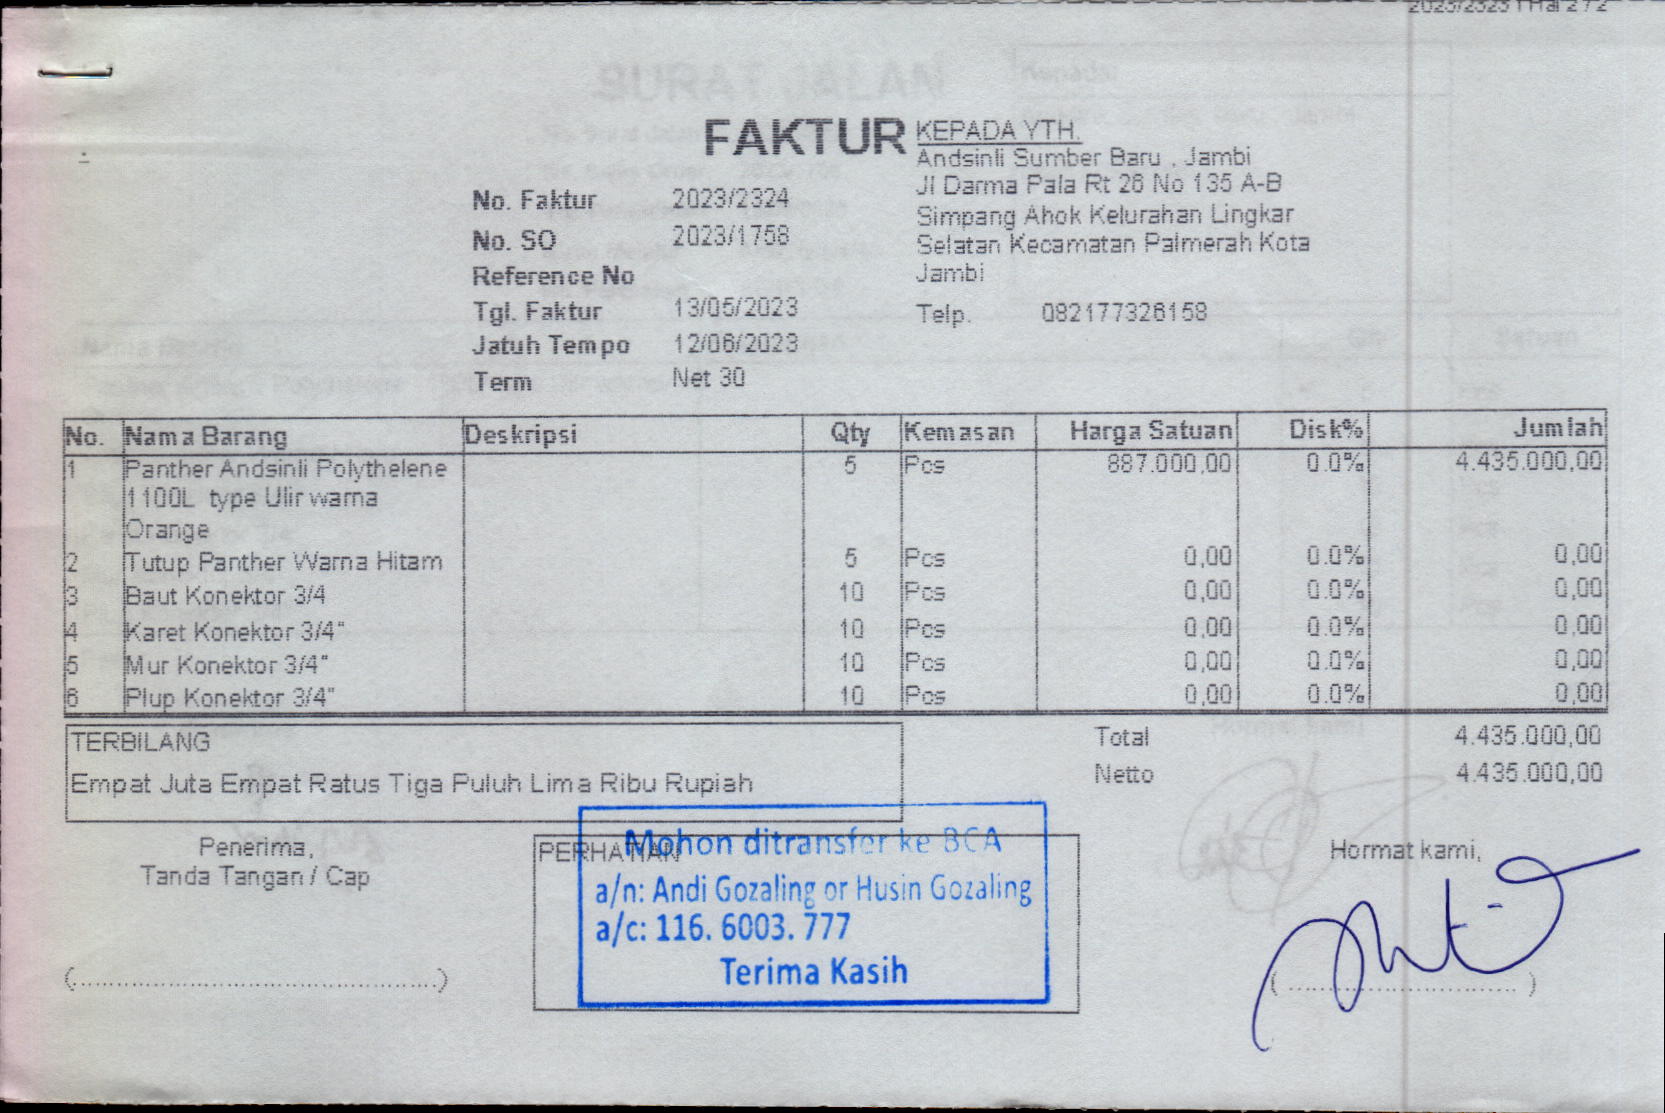 2023/2323 1 Hal 2 / 2
FAKTUR
KEPADA YTH.
Andsinli Sumber Baru , Jambi
Jl Darma Pala Rt 26 No 135 A-B
Simpang Ahok Kelurahan Lingkar
Selatan Kecamatan Palmerah Kota
Jambi
Telp. 082177326158
No. Faktur 2023/2324
No. SO 2023/1758
Reference No
Tgl. Faktur 13/05/2023
Jatuh Tempo 12/06/2023
Term Net 30
No. Nama Barang Deskripsi Qty Kemasan Harga Satuan Disk% Jumlah
1 Panther Andsinli Polythelene 5 Pcs 887.000,00 0.0% 4.435.000,00
1100L type Ulir warna
Orange
2 Tutup Panther Warna Hitam 5 Pcs 0,00 0.0% 0,00
3 Baut Konektor 3/4 10 Pcs 0,00 0.0% 0,00
4 Karet Konektor 3/4" 10 Pcs 0,00 0.0% 0,00
5 Mur Konektor 3/4" 10 Pcs 0,00 0.0% 0,00
6 Plup Konektor 3/4" 10 Pcs 0,00 0.0% 0,00
TERBILANG
Empat Juta Empat Ratus Tiga Puluh Lima Ribu Rupiah
Total 4.435.000,00
Netto 4.435.000,00
Penerima,
Tanda Tangan / Cap
(..............................................)
PERHATIAN
Mohon ditransfer ke BCA
a/n: Andi Gozaling or Husin Gozaling
a/c: 116. 6003. 777
Terima Kasih
Hormat kami,
(..............................)
SURAT JALAN